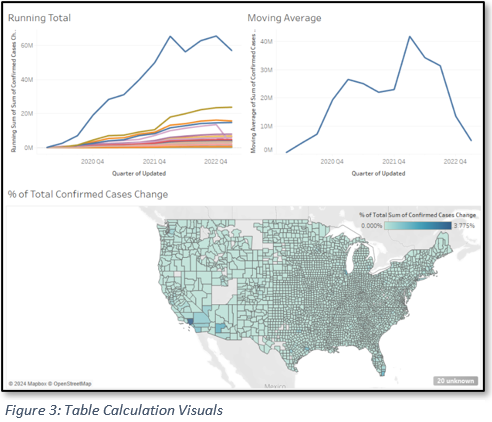 Running Total
Moving Average
Running Sum of Confirmed Cases Ch..
60M
40M
20M
0M
2020 Q4
2021 Q4
2022 Q4
Quarter of Updated
Moving Average of Sum of Confirmed Cases ..
40M
30M
20M
10M
0M
2020 Q4
2021 Q4
2022 Q4
Quarter of Updated
% of Total Confirmed Cases Change
% of Total Sum of Confirmed Cases Change
0.000%
3.775%
Mexico
© 2024 Mapbox © OpenStreetMap
20 unknown
Figure 3: Table Calculation Visuals